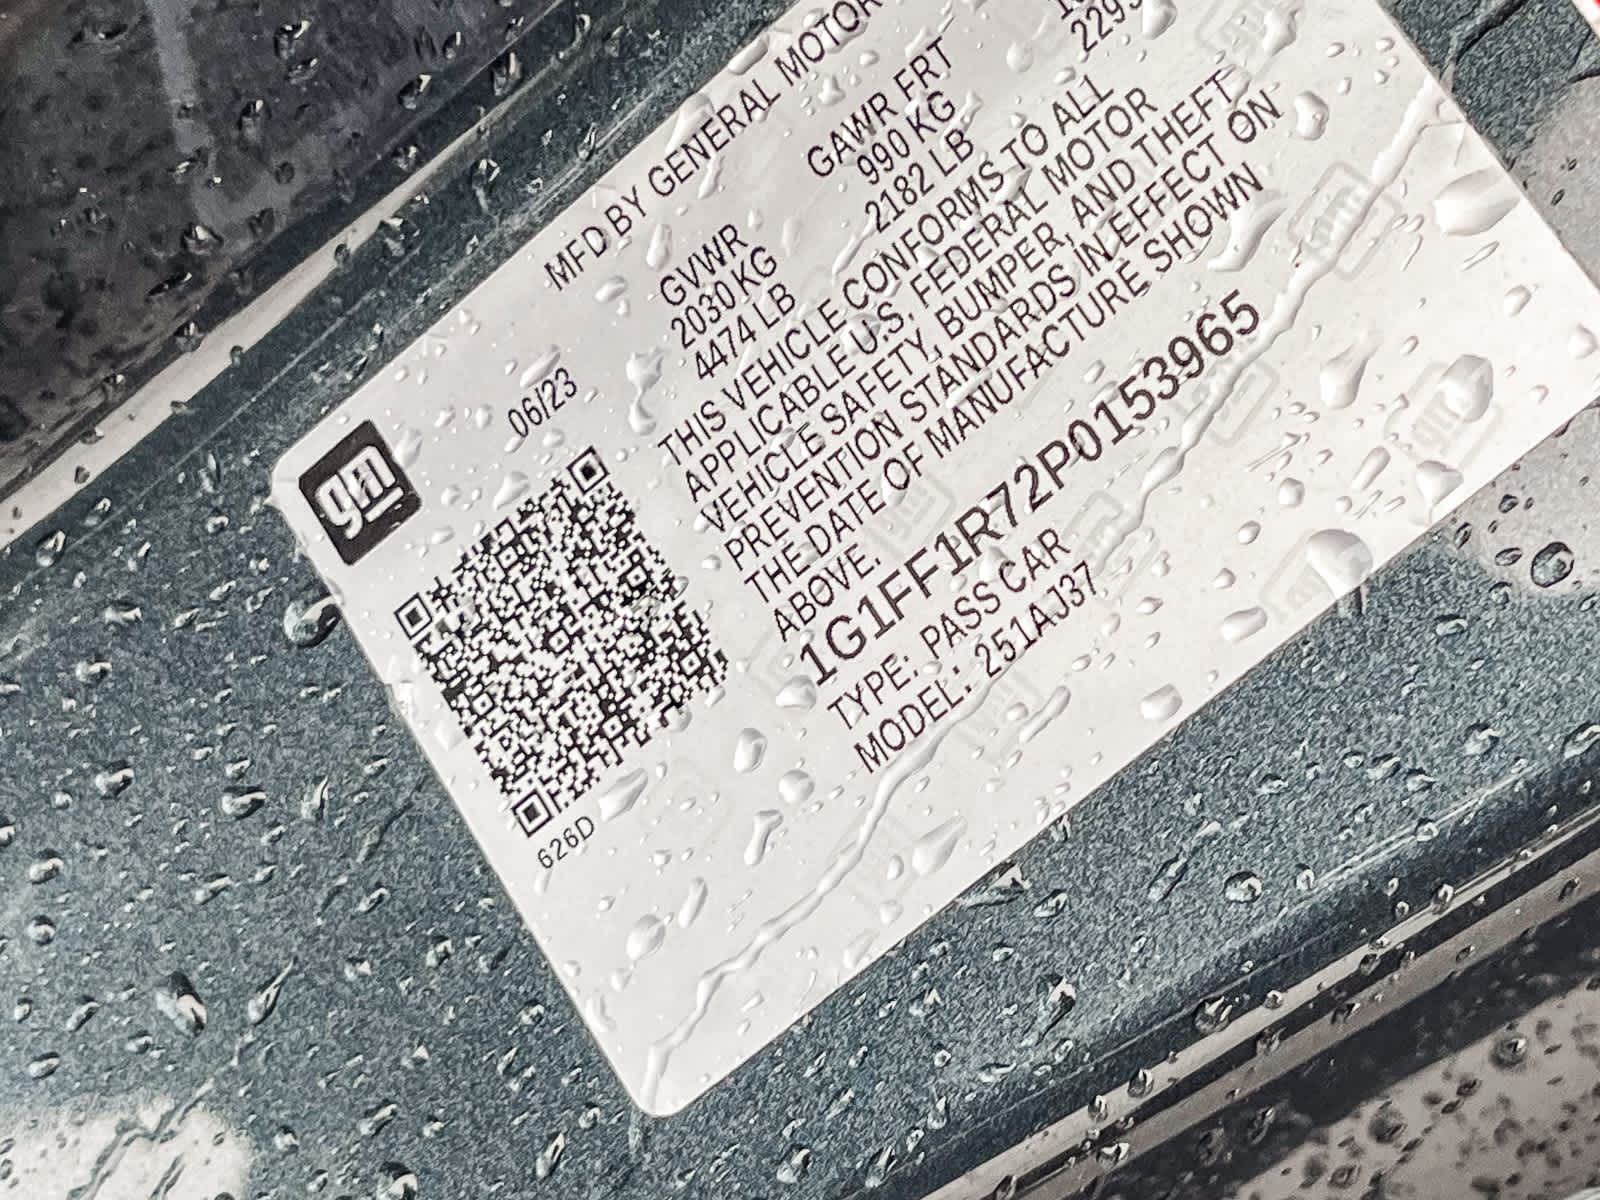 MFD BY GENERAL MOTOR
gm
06/23
GVWR
2030 KG
4474 LB
GAWR FRT
990 KG
2182 LB
THIS VEHICLE CONFORMS TO ALL
APPLICABLE U.S. FEDERAL MOTOR
VEHICLE SAFETY, BUMPER, AND THEFT
PREVENTION STANDARDS IN EFFECT ON
THE DATE OF MANUFACTURE SHOWN
ABOVE.
1G1FF1R72P0153965
TYPE: PASS CAR
MODEL: 251AJ37
626D